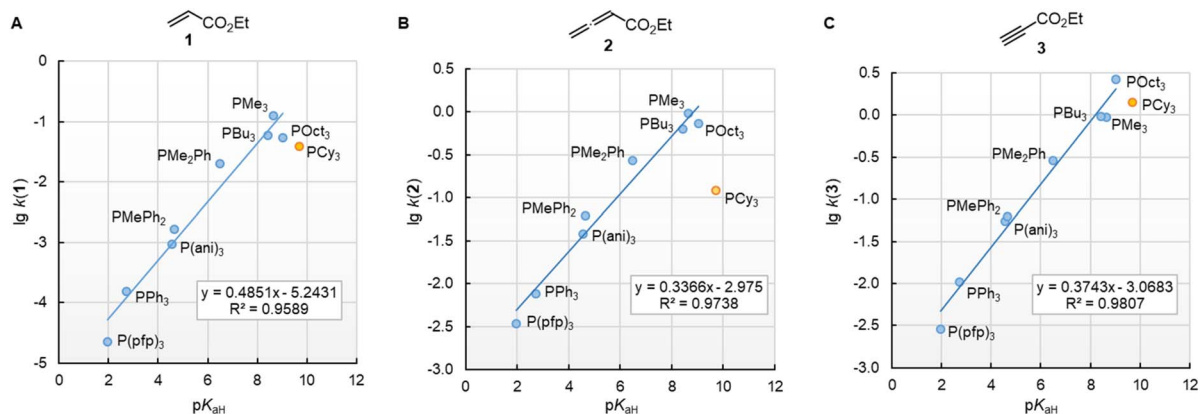 A
CO₂Et
1
lg k(1)
0
-1
-2
-3
-4
-5
0 2 4 6 8 10 12
pKaH
PMe₃
PBu₃
POct₃
PCy₃
PMe₂Ph
PMePh₂
P(ani)₃
PPh₃
P(pfp)₃
y = 0.4851x - 5.2431
R² = 0.9589
B
CO₂Et
2
lg k(2)
0.5
0.0
-0.5
-1.0
-1.5
-2.0
-2.5
-3.0
0 2 4 6 8 10 12
pKaH
PMe₃
PBu₃
POct₃
PMe₂Ph
PCy₃
PMePh₂
P(ani)₃
PPh₃
P(pfp)₃
y = 0.3366x - 2.975
R² = 0.9738
C
CO₂Et
3
lg k(3)
0.5
0.0
-0.5
-1.0
-1.5
-2.0
-2.5
-3.0
0 2 4 6 8 10 12
pKaH
POct₃
PCy₃
PBu₃
PMe₃
PMe₂Ph
PMePh₂
P(ani)₃
PPh₃
P(pfp)₃
y = 0.3743x - 3.0683
R² = 0.9807